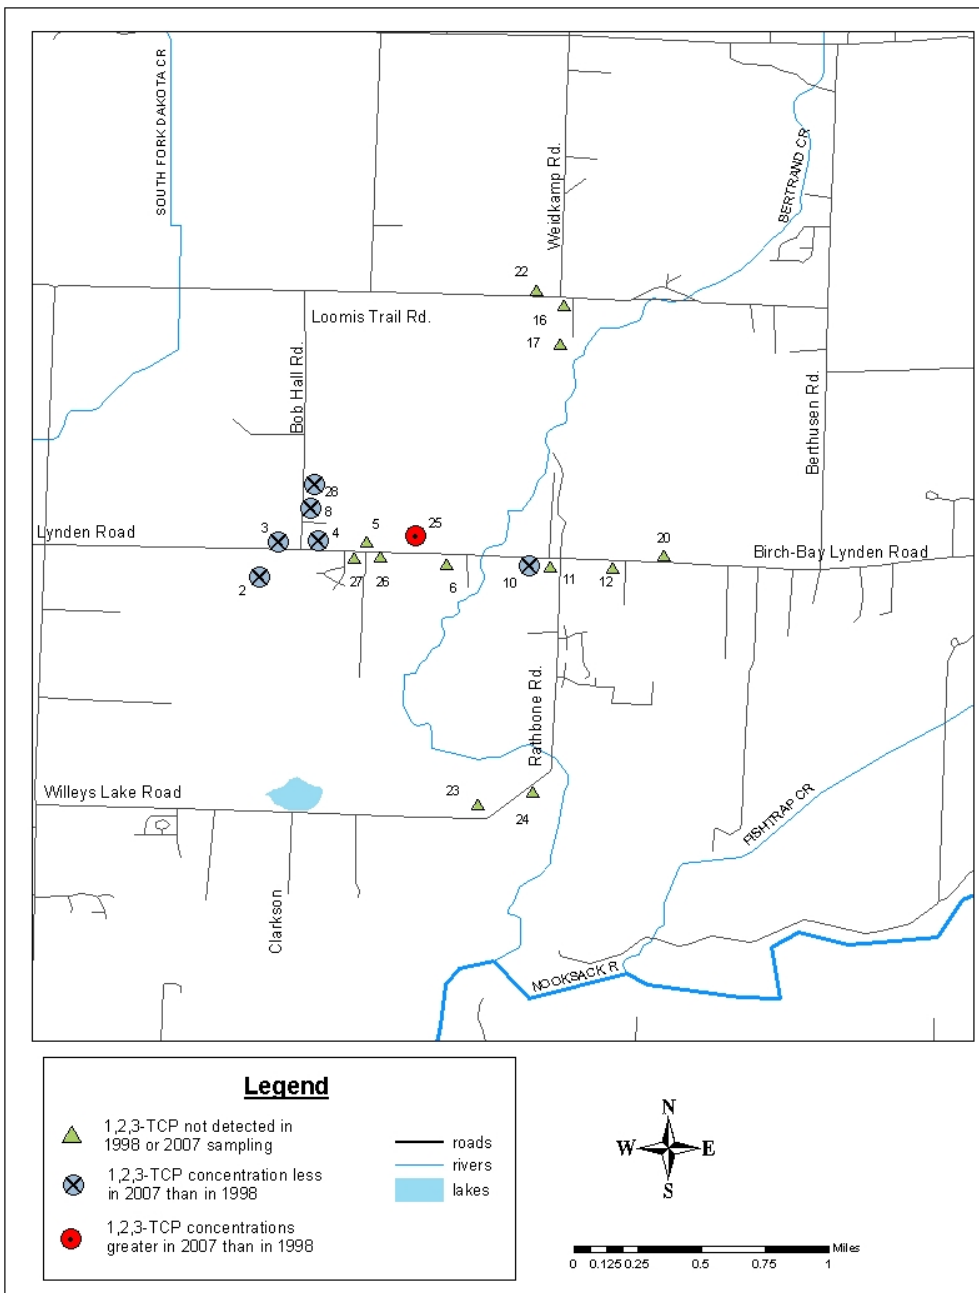 SOUTH FORK DAKOTA CR
Weidkamp Rd.
BERTRAND CR
22
Loomis Trail Rd.
16
17
Bob Hall Rd.
Berthusen Rd.
28
8
Lynden Road
3
4
5
25
20
Birch-Bay Lynden Road
2
27
26
6
10
11
12
Rathbone Rd.
Willeys Lake Road
23
24
FISHTRAP CR
Clarkson
NOOKSACK R
Legend
1,2,3-TCP not detected in
1998 or 2007 sampling
1,2,3-TCP concentration less
in 2007 than in 1998
1,2,3-TCP concentrations
greater in 2007 than in 1998
roads
rivers
lakes
N
W E
S
Miles
0 0.125 0.25 0.5 0.75 1